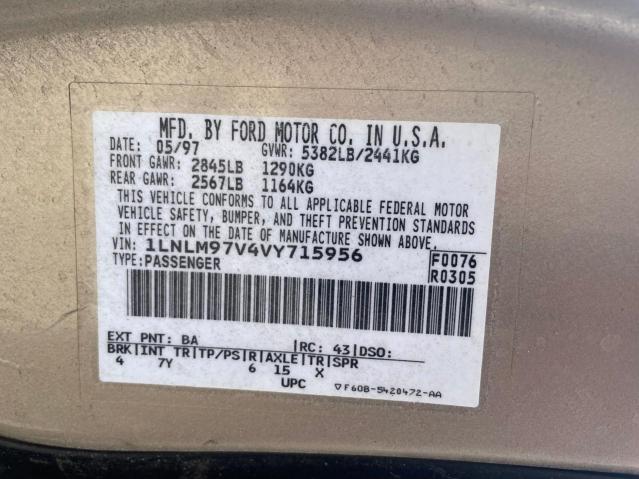 MFD. BY FORD MOTOR CO. IN U.S.A.
DATE: 05/97 GVWR: 5382LB/2441KG
FRONT GAWR: 2845LB 1290KG
REAR GAWR: 2567LB 1164KG
THIS VEHICLE CONFORMS TO ALL APPLICABLE FEDERAL MOTOR
VEHICLE SAFETY, BUMPER, AND THEFT PREVENTION STANDARDS
IN EFFECT ON THE DATE OF MANUFACTURE SHOWN ABOVE.
VIN: 1LNLM97V4VY715956 F0076
TYPE: PASSENGER R0305
EXT PNT: BA |RC: 43|DSO:
BRK|INT TR|TP/PS|R|AXLE|TR|SPR
4 7Y 6 15 X
UPC ▽F60B-5420472-AA